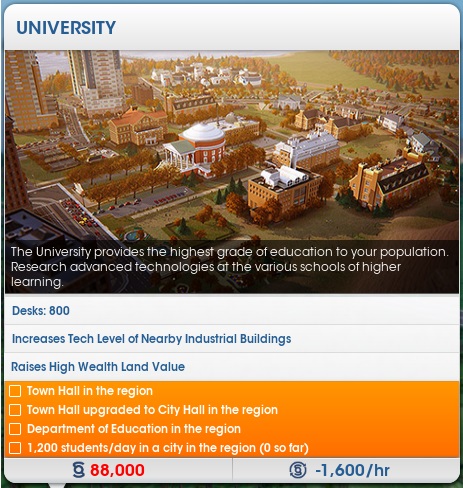 UNIVERSITY
The University provides the highest grade of education to your population.
Research advanced technologies at the various schools of higher
learning.
Desks: 800
Increases Tech Level of Nearby Industrial Buildings
Raises High Wealth Land Value
Town Hall in the region
Town Hall upgraded to City Hall in the region
Department of Education in the region
1,200 students/day in a city in the region (0 so far)
88,000 -1,600/hr